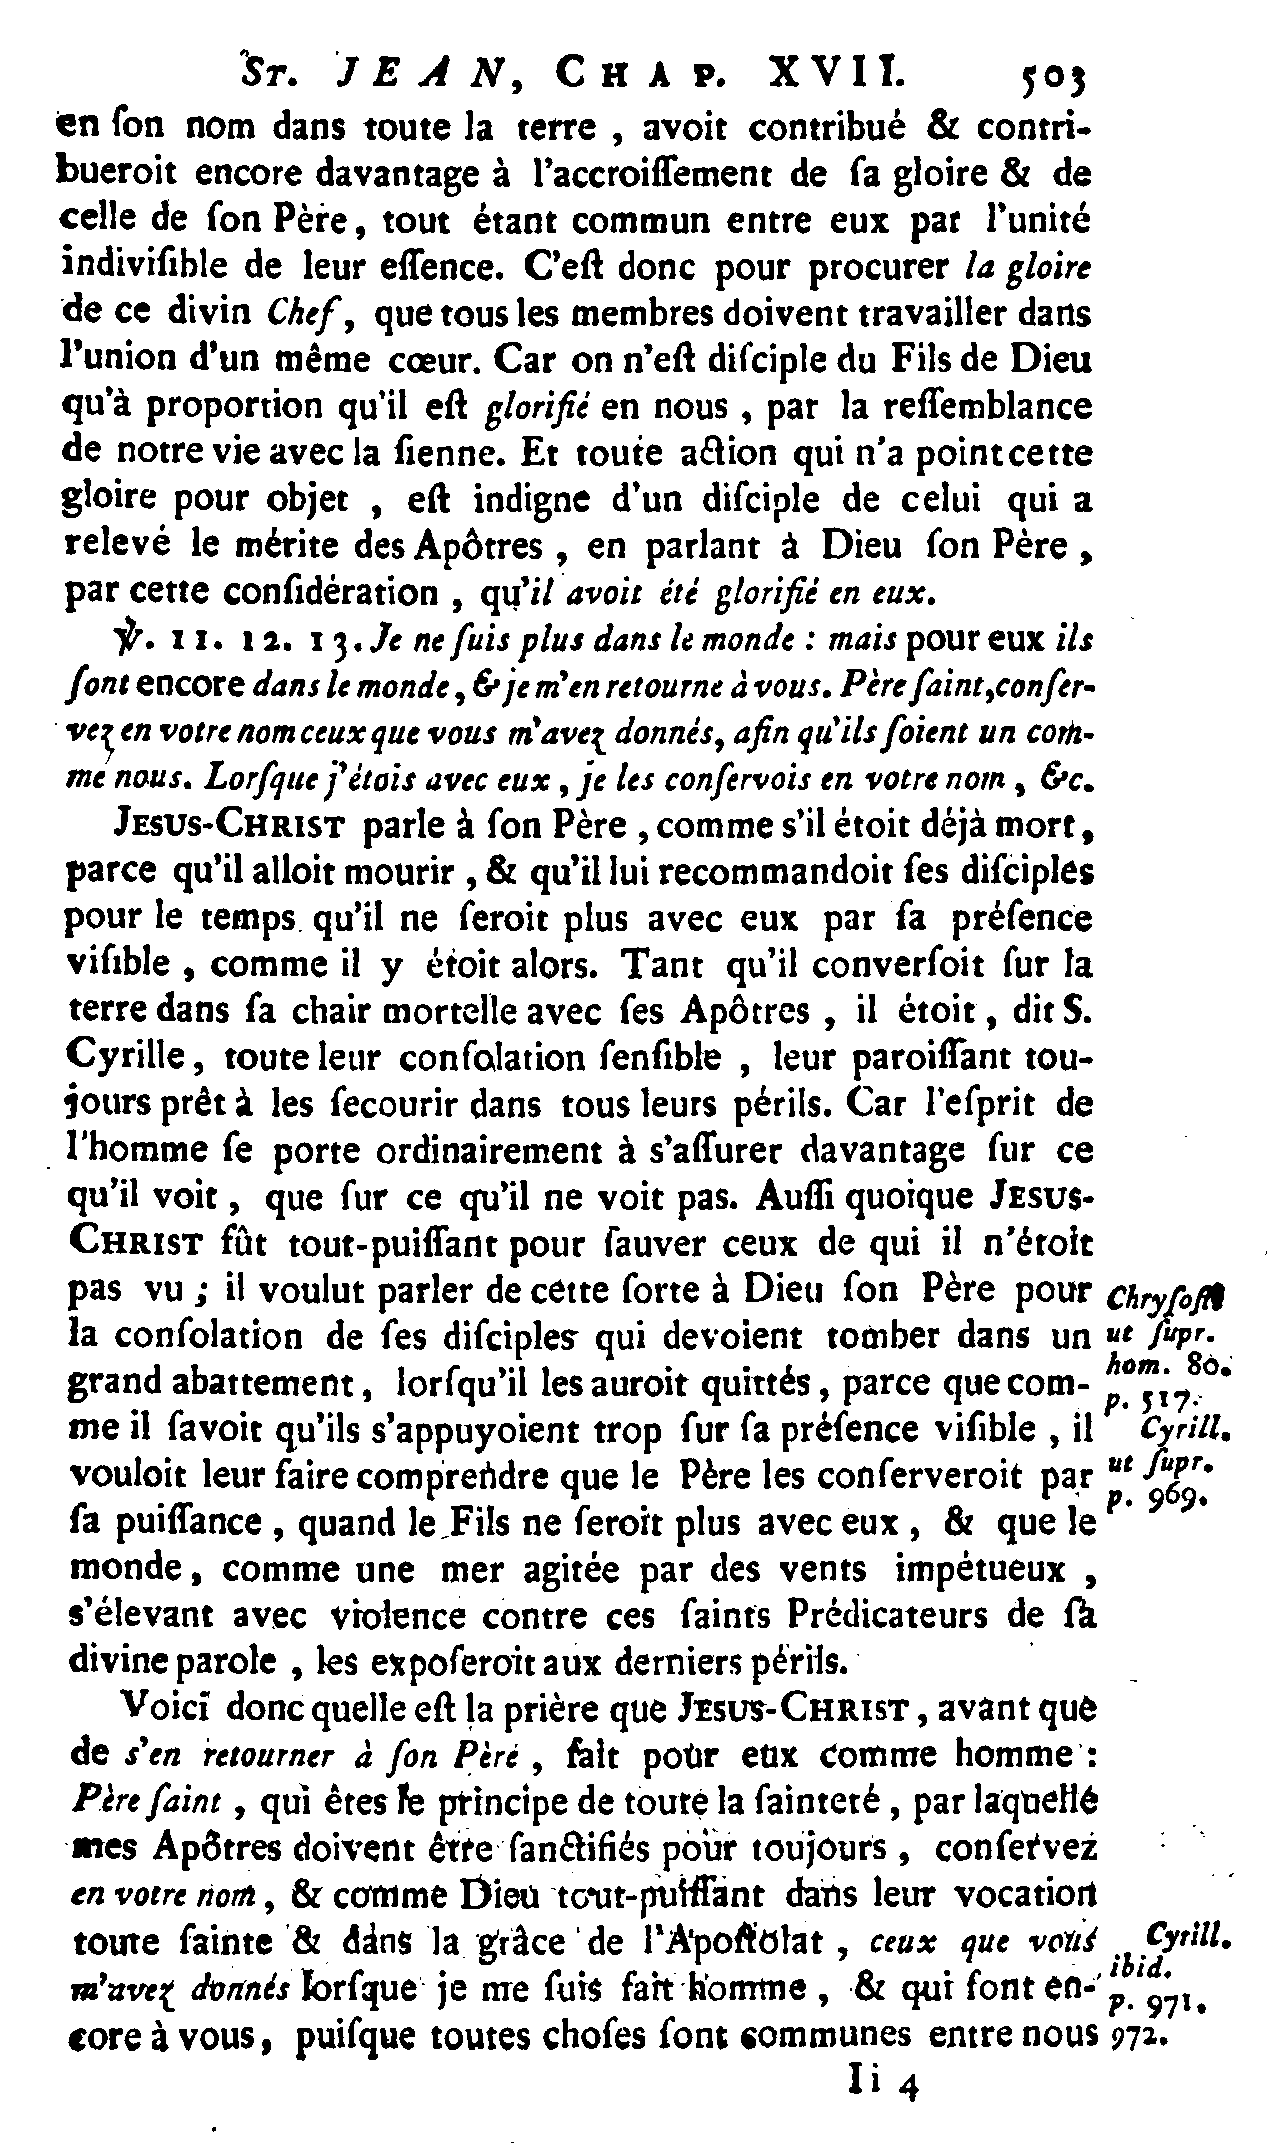 St. JEAN, CHAP. XVII. 503
en ſon nom dans toute la terre , avoit contribué & contri-
bueroit encore davantage à l'accroiſſement de ſa gloire & de
celle de ſon Père, tout étant commun entre eux par l'unité
indiviſible de leur eſſence. C'eſt donc pour procurer la gloire
de ce divin Chef, que tous les membres doivent travailler dans
l'union d'un même cœur. Car on n'eſt diſciple du Fils de Dieu
qu'à proportion qu'il eſt glorifié en nous , par la reſſemblance
de notre vie avec la ſienne. Et toute action qui n'a point cette
gloire pour objet , eſt indigne d'un diſciple de celui qui a
relevé le mérite des Apôtres , en parlant à Dieu ſon Père ,
par cette conſidération , qu'il avoit été glorifié en eux.
℣. 11. 12. 13. Je ne ſuis plus dans le monde : mais pour eux ils
ſont encore dans le monde, & je m'en retourne à vous. Père ſaint, conſer-
vez en votre nom ceux que vous m'avez donnés, afin qu'ils ſoient un com-
me nous. Lorſque j'étois avec eux , je les conſervois en votre nom , &c.
JESUS-CHRIST parle à ſon Père , comme s'il étoit déjà mort,
parce qu'il alloit mourir , & qu'il lui recommandoit ſes diſciples
pour le temps qu'il ne ſeroit plus avec eux par ſa préſence
viſible , comme il y étoit alors. Tant qu'il converſoit ſur la
terre dans ſa chair mortelle avec ſes Apôtres , il étoit, dit S.
Cyrille, toute leur conſolation ſenſible , leur paroiſſant tou-
jours prêt à les ſecourir dans tous leurs périls. Car l'eſprit de
l'homme ſe porte ordinairement à s'aſſurer davantage ſur ce
qu'il voit , que ſur ce qu'il ne voit pas. Auſſi quoique JESUS-
CHRIST fût tout-puiſſant pour ſauver ceux de qui il n'étoit
pas vu ; il voulut parler de cette ſorte à Dieu ſon Père pour
la conſolation de ſes diſciples qui devoient tomber dans un
grand abattement, lorſqu'il les auroit quittés, parce que com-
me il ſavoit qu'ils s'appuyoient trop ſur ſa préſence viſible , il
vouloit leur faire comprendre que le Père les conſerveroit par
ſa puiſſance , quand le Fils ne ſeroit plus avec eux , & que le
monde, comme une mer agitée par des vents impétueux ,
s'élevant avec violence contre ces ſaints Prédicateurs de ſa
divine parole , les expoſeroit aux derniers périls.
Voici donc quelle eſt la prière que JESUS-CHRIST, avant que
de s'en retourner à ſon Père , fait pour eux comme homme :
Père ſaint , qui êtes le principe de toute la ſainteté , par laquelle
mes Apôtres doivent être ſanctifiés pour toujours , conſervez
en votre nom, & comme Dieu tout-puiſſant dans leur vocation
toute ſainte & dans la grâce de l'Apoſtolat , ceux que vous
m'avez donnés lorſque je me ſuis fait homme , & qui ſont en-
core à vous, puiſque toutes choſes ſont communes entre nous
Chryſoſt.
ut ſupr.
hom. 80.
p. 517.
Cyrill.
ut ſupr.
p. 969.
Cyrill.
ibid.
p. 971.
972.
Ii 4